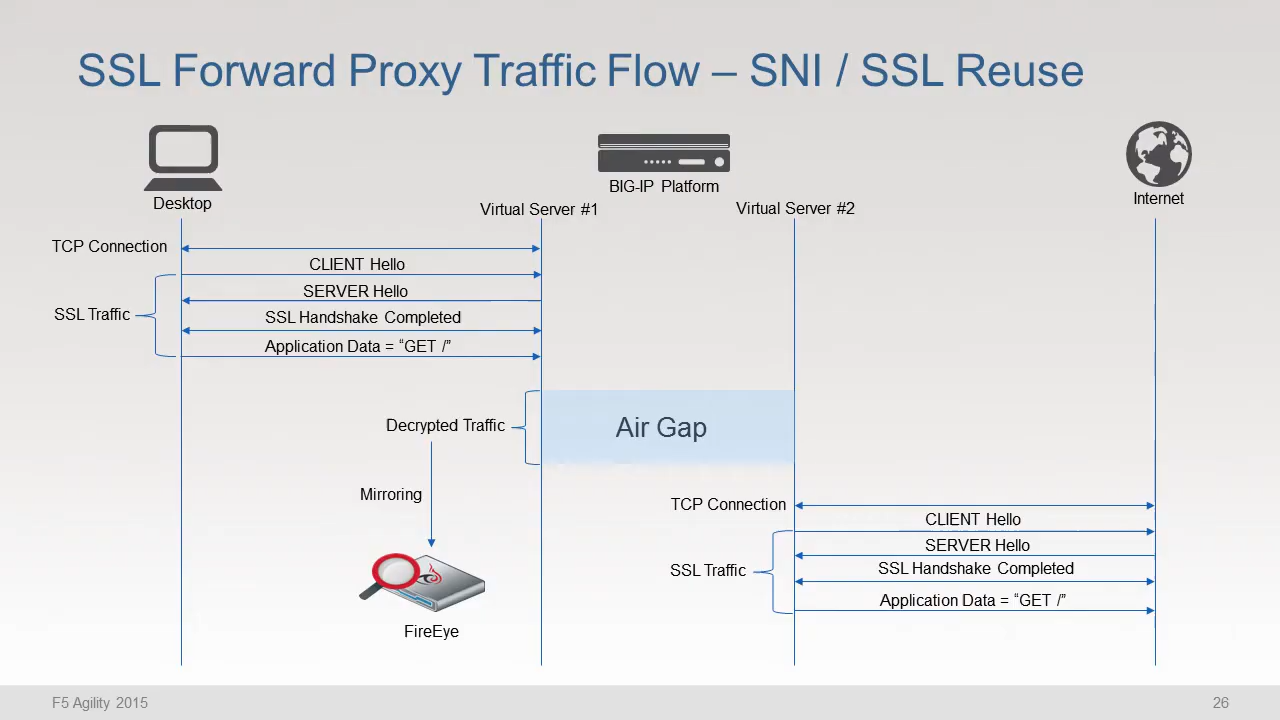 SSL Forward Proxy Traffic Flow – SNI / SSL Reuse
Desktop
BIG-IP Platform
Internet
Virtual Server #1
Virtual Server #2
TCP Connection
CLIENT Hello
SERVER Hello
SSL Traffic
SSL Handshake Completed
Application Data = “GET /”
Decrypted Traffic
Air Gap
Mirroring
FireEye
TCP Connection
CLIENT Hello
SERVER Hello
SSL Traffic
SSL Handshake Completed
Application Data = “GET /”
F5 Agility 2015
26